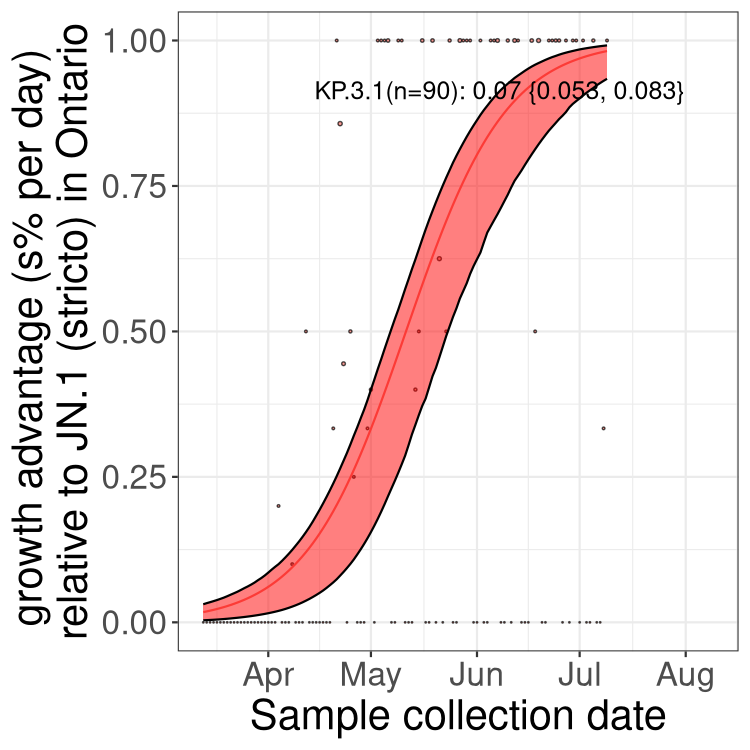 growth advantage (s% per day)
relative to JN.1 (stricto) in Ontario
1.00
0.75
0.50
0.25
0.00
KP.3.1(n=90): 0.07 {0.053, 0.083}
Apr May Jun Jul Aug
Sample collection date